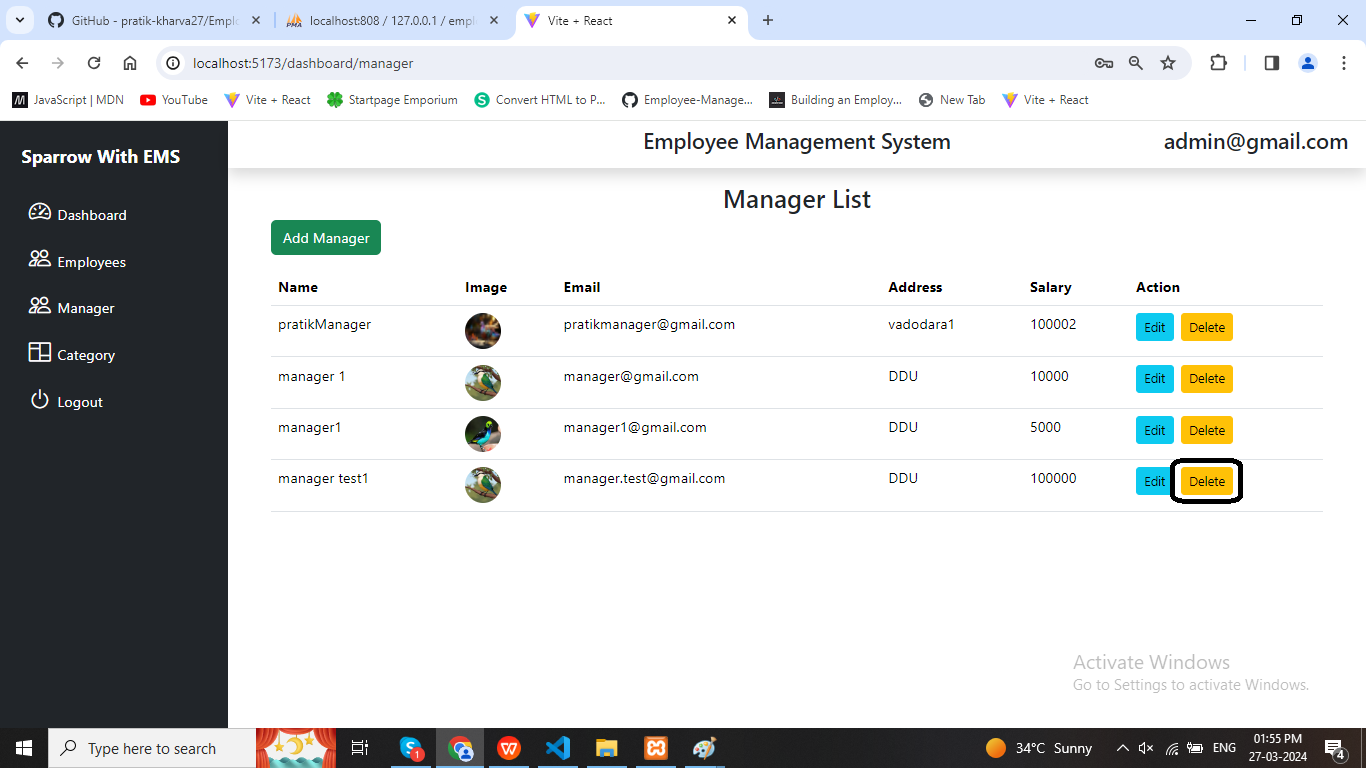 GitHub - pratik-kharva27/Emplo
localhost:808 / 127.0.0.1 / empl
Vite + React
localhost:5173/dashboard/manager
JavaScript | MDN
YouTube
Vite + React
Startpage Emporium
Convert HTML to P...
Employee-Manage...
Building an Employ...
New Tab
Vite + React
Sparrow With EMS
Employee Management System
admin@gmail.com
Dashboard
Employees
Manager
Category
Logout
Manager List
Add Manager
Name Image Email Address Salary Action
pratikManager pratikmanager@gmail.com vadodara1 100002 Edit Delete
manager 1 manager@gmail.com DDU 10000 Edit Delete
manager1 manager1@gmail.com DDU 5000 Edit Delete
manager test1 manager.test@gmail.com DDU 100000 Edit Delete
Activate Windows
Go to Settings to activate Windows.
Type here to search
1
34°C Sunny
ENG
01:55 PM
27-03-2024
4